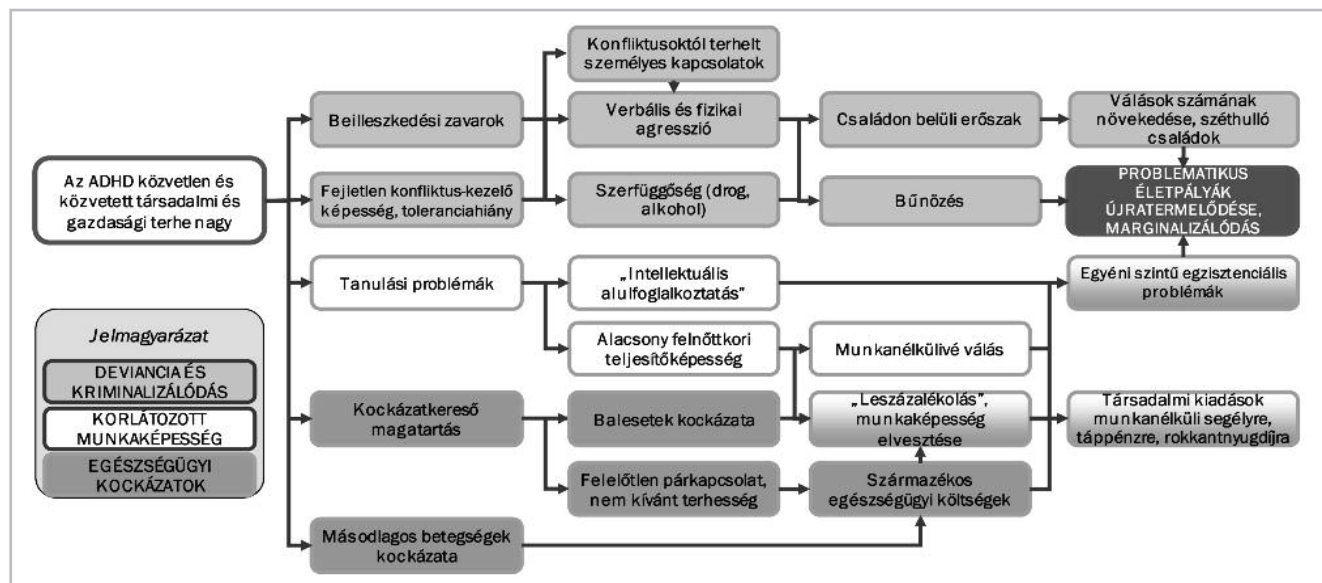 Konfliktusoktól terhelt
személyes kapcsolatok
Beilleszkedési zavarok
Verbális és fizikai
agresszió
Családon belüli erőszak
Válások számának
növekedése, széthulló
családok
Az ADHD közvetlen és
közvetett társadalmi és
gazdasági terhe nagy
Fejletlen konfliktus-kezelő
képesség, toleranciahiány
Szerfüggőség (drog,
alkohol)
Bűnözés
PROBLEMATIKUS
ÉLETPÁLYÁK
ÚJRATERMELŐDÉSE,
MARGINALIZÁLÓDÁS
Tanulási problémák
„Intellektuális
alulfoglalkoztatás”
Egyéni szintű egzisztenciális
problémák
Alacsony felnőttkori
teljesítőképesség
Munkanélkülivé válás
Jelmagyarázat
DEVIANCIA ÉS
KRIMINALIZÁLÓDÁS
KORLÁTOZOTT
MUNKAKÉPESSÉG
EGÉSZSÉGÜGYI
KOCKÁZATOK
Kockázatkereső
magatartás
Balesetek kockázata
„Leszázalékolás”,
munkaképesség
elvesztése
Társadalmi kiadások
munkanélküli segélyre,
táppénzre, rokkantnyugdíjra
Felelőtlen párkapcsolat,
nem kívánt terhesség
Származékos
egészségügyi költségek
Másodlagos betegségek
kockázata